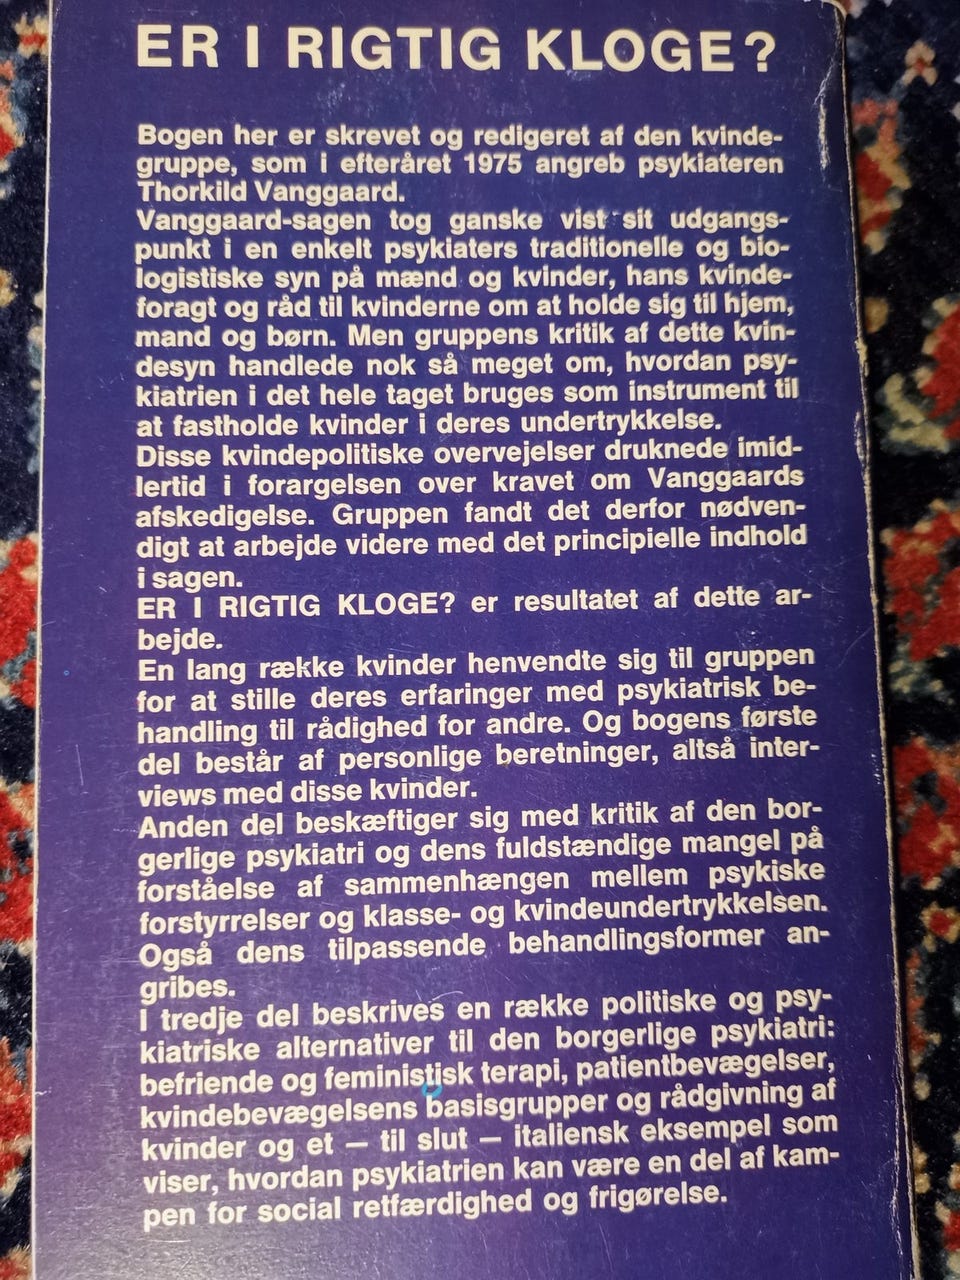 ER I RIGTIG KLOGE?
Bogen her er skrevet og redigeret af den kvinde-
gruppe, som i efteråret 1975 angreb psykiateren
Thorkild Vanggaard.
Vanggaard-sagen tog ganske vist sit udgangs-
punkt i en enkelt psykiaters traditionelle og bio-
logistiske syn på mænd og kvinder, hans kvinde-
foragt og råd til kvinderne om at holde sig til hjem,
mand og børn. Men gruppens kritik af dette kvin-
desyn handlede nok så meget om, hvordan psy-
kiatrien i det hele taget bruges som instrument til
at fastholde kvinder i deres undertrykkelse.
Disse kvindepolitiske overvejelser druknede imid-
lertid i forargelsen over kravet om Vanggaards
afskedigelse. Gruppen fandt det derfor nødven-
digt at arbejde videre med det principielle indhold
i sagen.
ER I RIGTIG KLOGE? er resultatet af dette ar-
bejde.
En lang række kvinder henvendte sig til gruppen
for at stille deres erfaringer med psykiatrisk be-
handling til rådighed for andre. Og bogens første
del består af personlige beretninger, altså inter-
views med disse kvinder.
Anden del beskæftiger sig med kritik af den bor-
gerlige psykiatri og dens fuldstændige mangel på
forståelse af sammenhængen mellem psykiske
forstyrrelser og klasse- og kvindeundertrykkelsen.
Også dens tilpassende behandlingsformer an-
gribes.
I tredje del beskrives en række politiske og psy-
kiatriske alternativer til den borgerlige psykiatri:
befriende og feministisk terapi, patientbevægelser,
kvindebevægelsens basisgrupper og rådgivning af
kvinder og et — til slut — italiensk eksempel som
viser, hvordan psykiatrien kan være en del af kam-
pen for social retfærdighed og frigørelse.